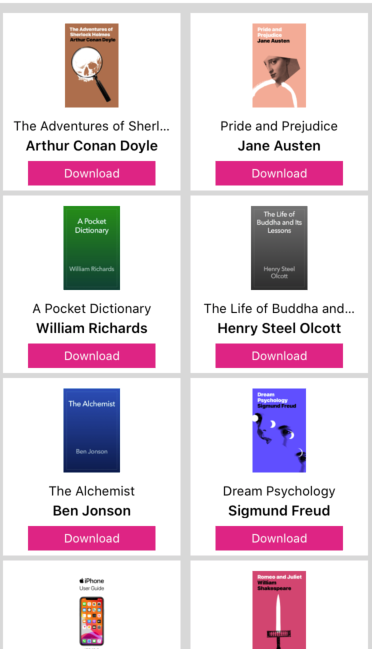 The Adventures of
Sherlock Holmes
Arthur Conan Doyle
The Adventures of Sherl...
Arthur Conan Doyle
Download
Pride and
Prejudice
Jane Austen
Pride and Prejudice
Jane Austen
Download
A Pocket
Dictionary
William Richards
A Pocket Dictionary
William Richards
Download
The Life of
Buddha and Its
Lessons
Henry Steel
Olcott
The Life of Buddha and...
Henry Steel Olcott
Download
The Alchemist
Ben Jonson
The Alchemist
Ben Jonson
Download
Dream
Psychology
Sigmund Freud
Dream Psychology
Sigmund Freud
Download
iPhone
User Guide
Romeo and Juliet
William
Shakespeare